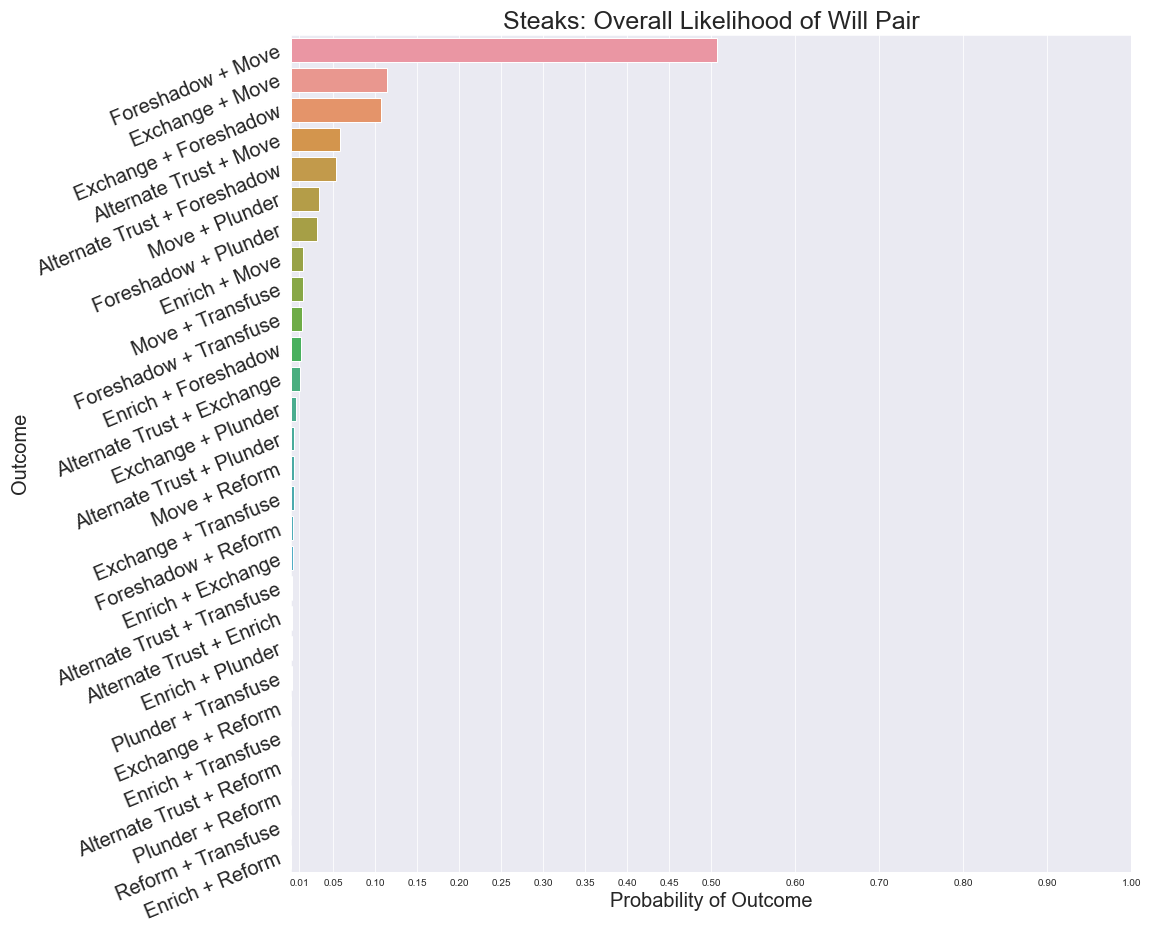 Steaks: Overall Likelihood of Will Pair
Foreshadow + Move
Exchange + Move
Exchange + Foreshadow
Alternate Trust + Move
Alternate Trust + Foreshadow
Move + Plunder
Foreshadow + Plunder
Enrich + Move
Move + Transfuse
Foreshadow + Transfuse
Enrich + Foreshadow
Alternate Trust + Exchange
Exchange + Plunder
Alternate Trust + Plunder
Move + Reform
Exchange + Transfuse
Foreshadow + Reform
Enrich + Exchange
Alternate Trust + Transfuse
Alternate Trust + Enrich
Enrich + Plunder
Plunder + Transfuse
Exchange + Reform
Enrich + Transfuse
Alternate Trust + Reform
Plunder + Reform
Reform + Transfuse
Enrich + Reform
Outcome
0.01 0.05 0.10 0.15 0.20 0.25 0.30 0.35 0.40 0.45 0.50 0.60 0.70 0.80 0.90 1.00
Probability of Outcome